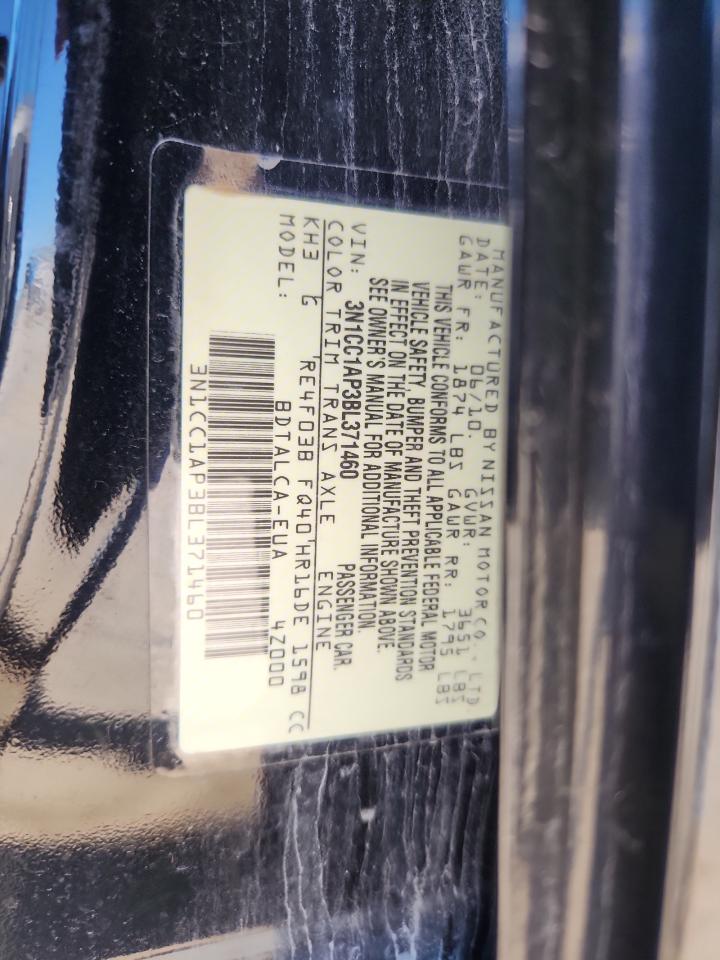 MANUFACTURED BY NISSAN MOTOR CO., LTD.
DATE: 06/10. GVWR: 3651 LBS
GAWR FR: 1874 LBS GAWR RR: 1795 LBS
THIS VEHICLE CONFORMS TO ALL APPLICABLE FEDERAL MOTOR
VEHICLE SAFETY, BUMPER AND THEFT PREVENTION STANDARDS
IN EFFECT ON THE DATE OF MANUFACTURE SHOWN ABOVE.
SEE OWNER'S MANUAL FOR ADDITIONAL INFORMATION.
VIN: 3N1CC1AP3BL371460 PASSENGER CAR.
COLOR TRIM TRANS AXLE ENGINE
KH3 G RE4F03B FQ40 HR16DE 1598 CC
MODEL: BDTALCA-EUA 4Z000
3N1CC1AP3BL371460